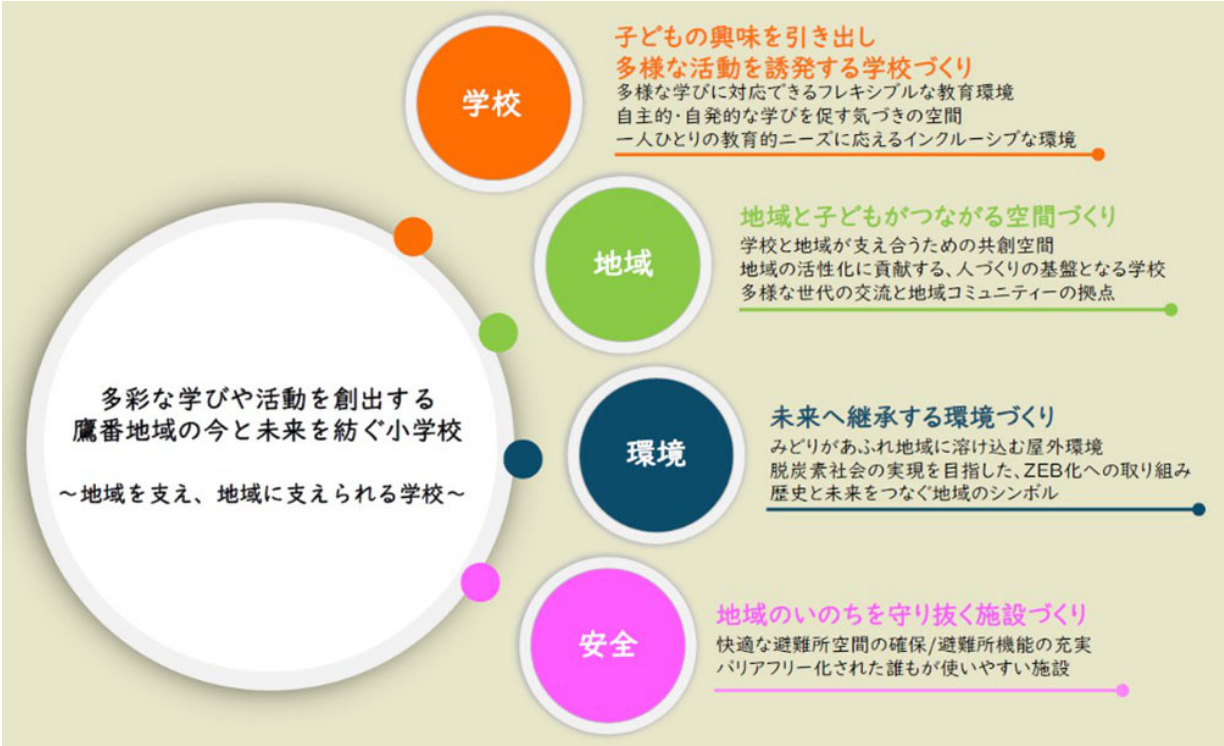 多彩な学びや活動を創出する
鷹番地域の今と未来を紡ぐ小学校
～地域を支え、地域に支えられる学校～
学校
子どもの興味を引き出し
多様な活動を誘発する学校づくり
多様な学びに対応できるフレキシブルな教育環境
自主的・自発的な学びを促す気づきの空間
一人ひとりの教育的ニーズに応えるインクルーシブな環境
地域
地域と子どもがつながる空間づくり
学校と地域が支え合うための共創空間
地域の活性化に貢献する、人づくりの基盤となる学校
多様な世代の交流と地域コミュニティーの拠点
環境
未来へ継承する環境づくり
みどりがあふれ地域に溶け込む屋外環境
脱炭素社会の実現を目指した、ZEB化への取り組み
歴史と未来をつなぐ地域のシンボル
安全
地域のいのちを守り抜く施設づくり
快適な避難所空間の確保/避難所機能の充実
バリアフリー化された誰もが使いやすい施設